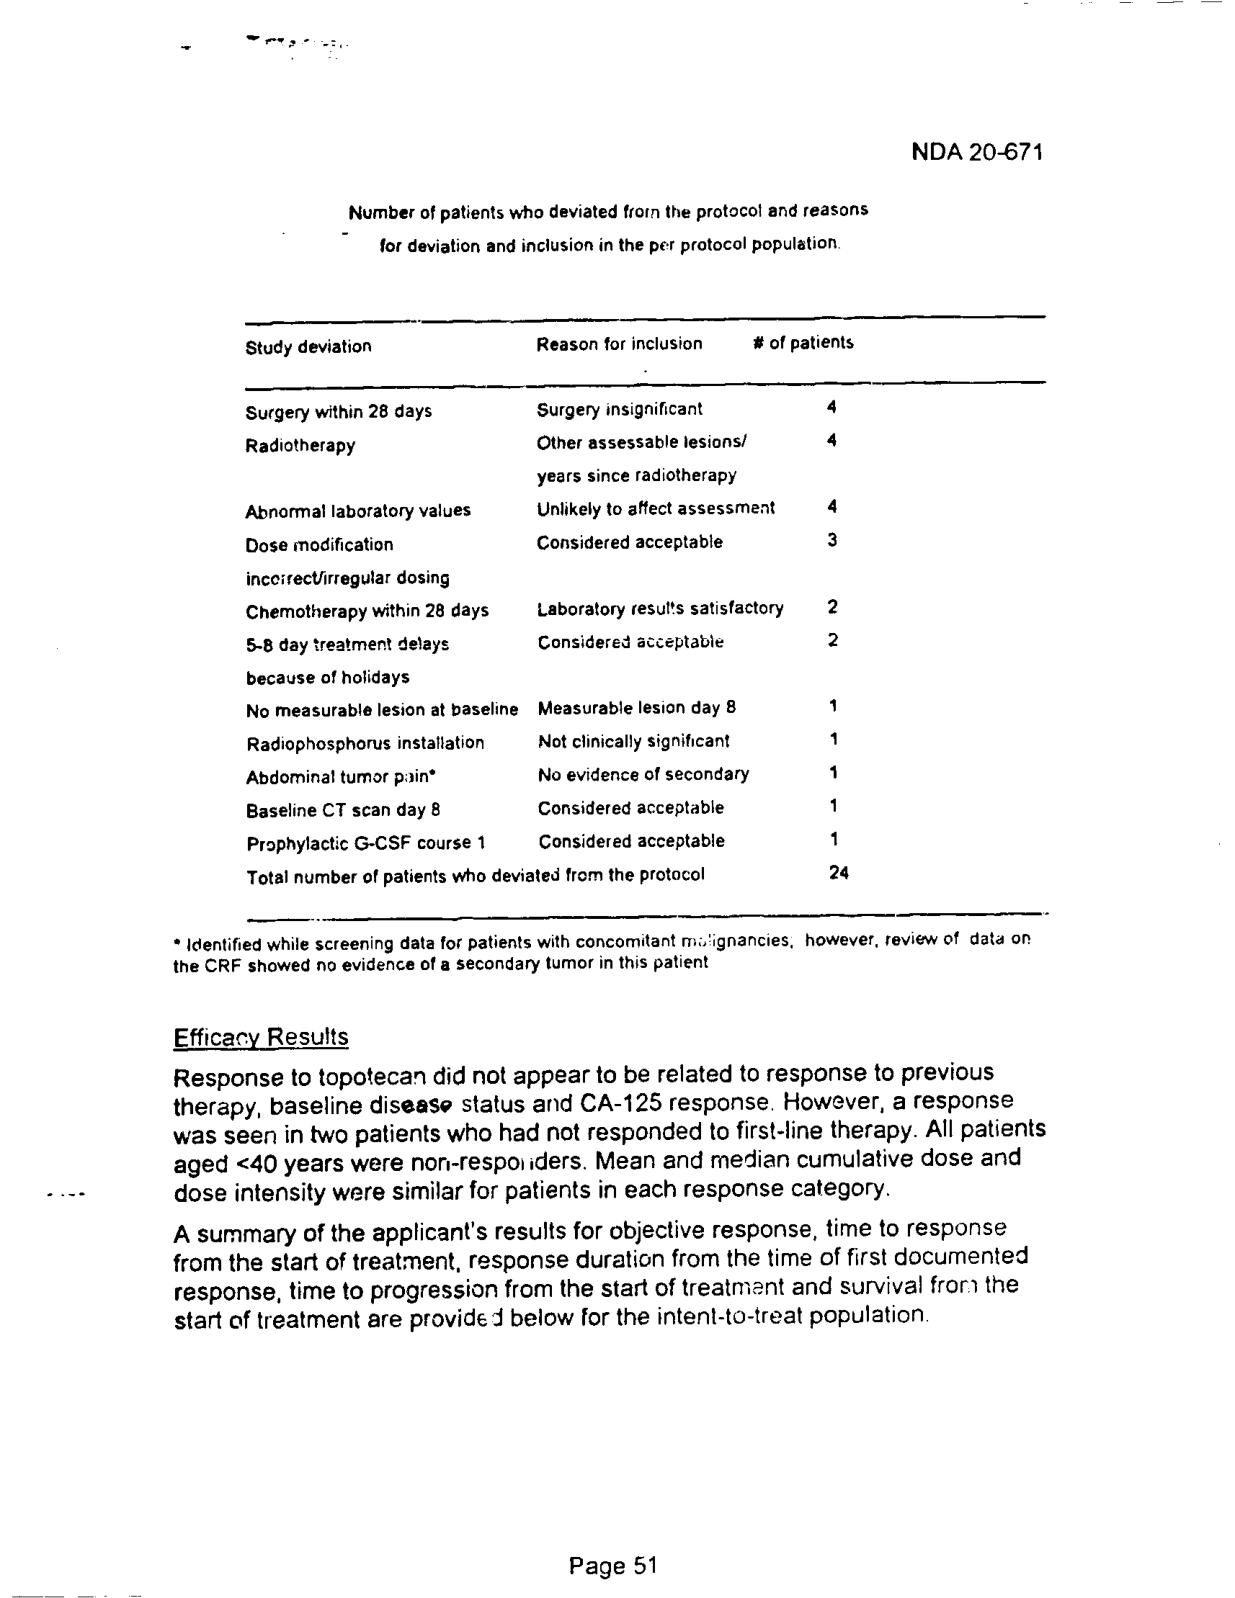 NDA 20-671
Number of patients who deviated from the protocol and reasons
for deviation and inclusion in the per protocol population.
Study deviation Reason for inclusion # of patients
Surgery within 28 days Surgery insignificant 4
Radiotherapy Other assessable lesions/ 4
years since radiotherapy
Abnormal laboratory values Unlikely to affect assessment 4
Dose modification Considered acceptable 3
incorrect/irregular dosing
Chemotherapy within 28 days Laboratory results satisfactory 2
5-8 day treatment delays Considered acceptable 2
because of holidays
No measurable lesion at baseline Measurable lesion day 8 1
Radiophosphorus installation Not clinically significant 1
Abdominal tumor pain* No evidence of secondary 1
Baseline CT scan day 8 Considered acceptable 1
Prophylactic G-CSF course 1 Considered acceptable 1
Total number of patients who deviated from the protocol 24
* Identified while screening data for patients with concomitant malignancies; however, review of data on
the CRF showed no evidence of a secondary tumor in this patient
Efficacy Results
Response to topotecan did not appear to be related to response to previous
therapy, baseline disease status and CA-125 response. However, a response
was seen in two patients who had not responded to first-line therapy. All patients
aged <40 years were non-responders. Mean and median cumulative dose and
dose intensity were similar for patients in each response category.
A summary of the applicant's results for objective response, time to response
from the start of treatment, response duration from the time of first documented
response, time to progression from the start of treatment and survival from the
start of treatment are provided below for the intent-to-treat population.
Page 51